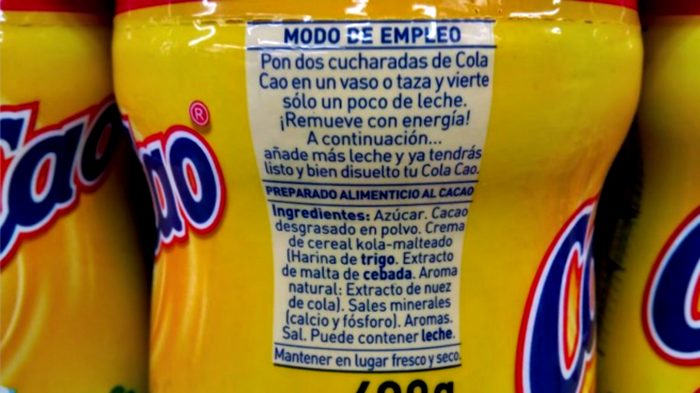 MODO DE EMPLEO
Pon dos cucharadas de Cola
Cao en un vaso o taza y vierte
sólo un poco de leche.
¡Remueve con energía!
A continuación...
añade más leche y ya tendrás
listo y bien disuelto tu Cola Cao.
PREPARADO ALIMENTICIO AL CACAO
Ingredientes: Azúcar. Cacao
desgrasado en polvo. Crema
de cereal kola-malteado
(Harina de trigo. Extracto
de malta de cebada. Aroma
natural: Extracto de nuez
de cola). Sales minerales
(calcio y fósforo). Aromas.
Sal. Puede contener leche.
Mantener en lugar fresco y seco.
Cao
ao®